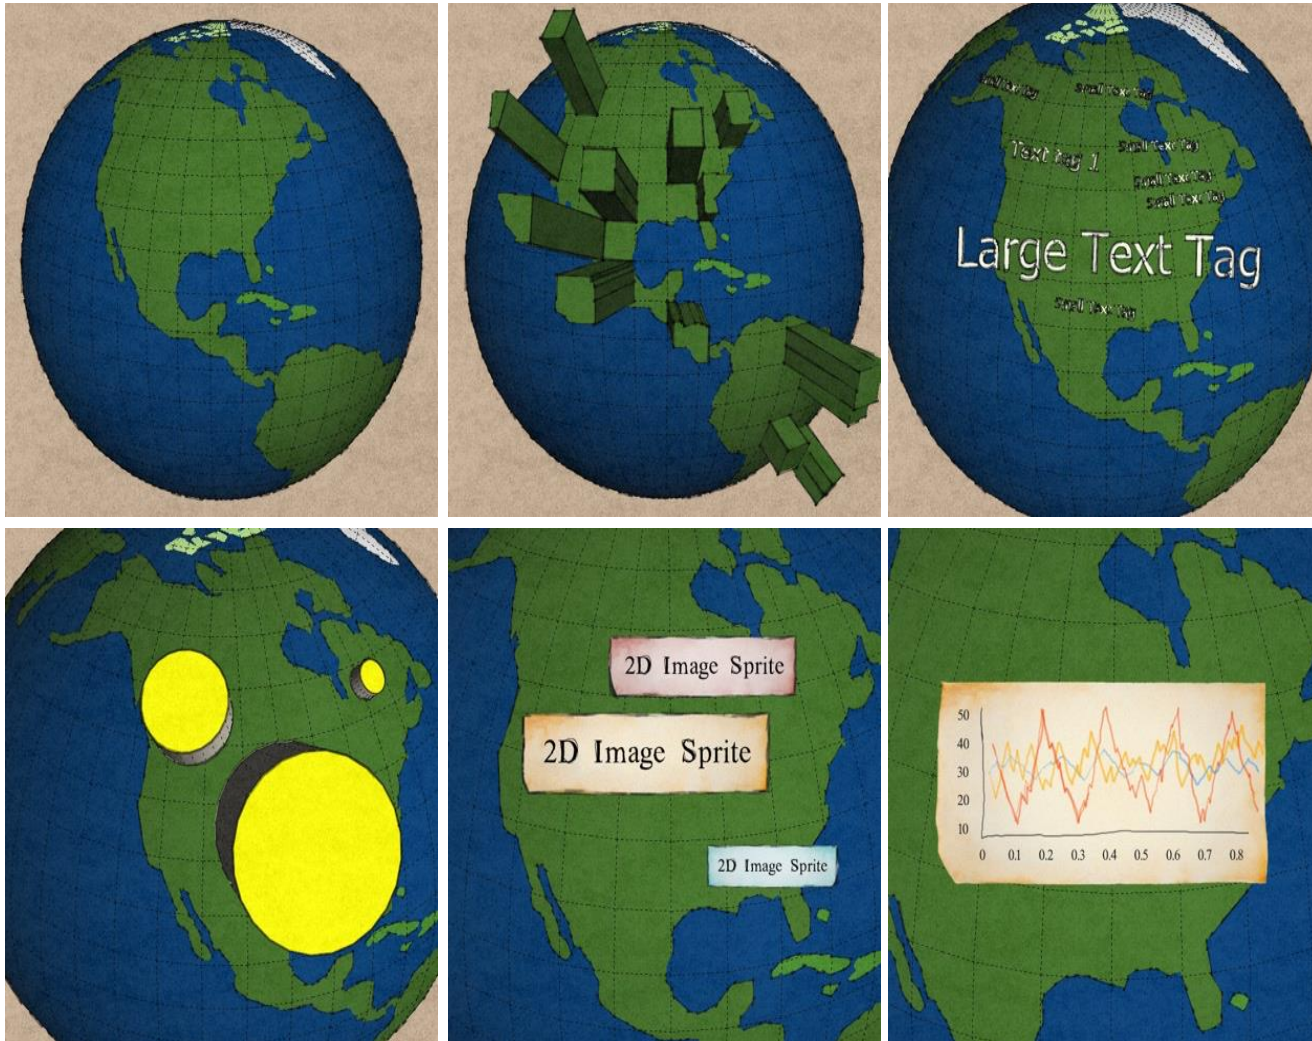 Small Text Tag
Small Text Tag
Text tag 1
Small Text Tag
Small Text Tag
Small Text Tag
Large Text Tag
Small Text Tag
2D Image Sprite
2D Image Sprite
2D Image Sprite
50
40
30
20
10
0 0.1 0.2 0.3 0.4 0.5 0.6 0.7 0.8